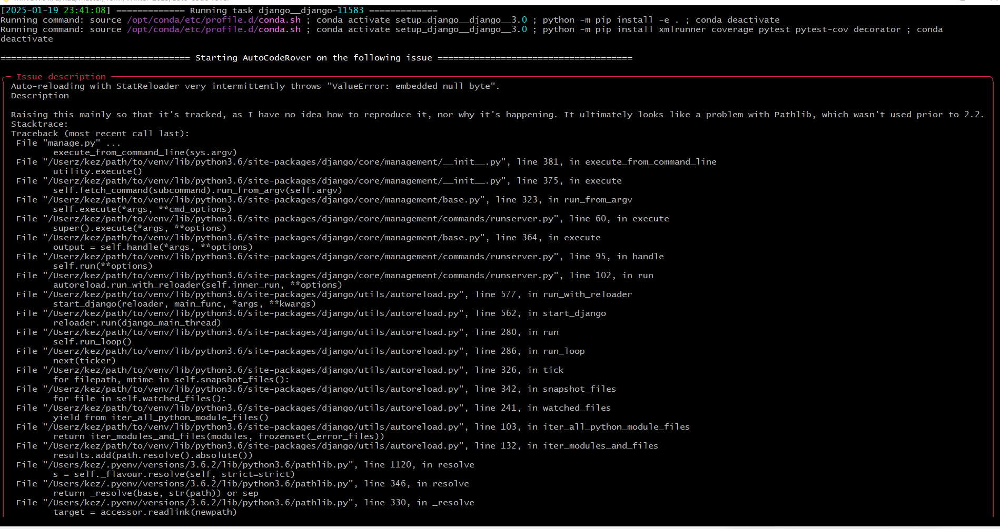 [2025-01-19 23:41:08] ============= Running task django__django-11583 =============
Running command: source /opt/conda/etc/profile.d/conda.sh ; conda activate setup_django__django__3.0 ; python -m pip install -e . ; conda deactivate
Running command: source /opt/conda/etc/profile.d/conda.sh ; conda activate setup_django__django__3.0 ; python -m pip install xmlrunner coverage pytest pytest-cov decorator ; conda
deactivate
==================================== Starting AutoCodeRover on the following issue =====================================
Issue description
Auto-reloading with StatReloader very intermittently throws "ValueError: embedded null byte".
Description
Raising this mainly so that it's tracked, as I have no idea how to reproduce it, nor why it's happening. It ultimately looks like a problem with Pathlib, which wasn't used prior to 2.2.
Stacktrace:
Traceback (most recent call last):
File "manage.py" ...
execute_from_command_line(sys.argv)
File "/Userz/kez/path/to/venv/lib/python3.6/site-packages/django/core/management/__init__.py", line 381, in execute_from_command_line
utility.execute()
File "/Userz/kez/path/to/venv/lib/python3.6/site-packages/django/core/management/__init__.py", line 375, in execute
self.fetch_command(subcommand).run_from_argv(self.argv)
File "/Userz/kez/path/to/venv/lib/python3.6/site-packages/django/core/management/base.py", line 323, in run_from_argv
self.execute(*args, **cmd_options)
File "/Userz/kez/path/to/venv/lib/python3.6/site-packages/django/core/management/commands/runserver.py", line 60, in execute
super().execute(*args, **options)
File "/Userz/kez/path/to/venv/lib/python3.6/site-packages/django/core/management/base.py", line 364, in execute
output = self.handle(*args, **options)
File "/Userz/kez/path/to/venv/lib/python3.6/site-packages/django/core/management/commands/runserver.py", line 95, in handle
self.run(**options)
File "/Userz/kez/path/to/venv/lib/python3.6/site-packages/django/core/management/commands/runserver.py", line 102, in run
autoreload.run_with_reloader(self.inner_run, **options)
File "/Userz/kez/path/to/venv/lib/python3.6/site-packages/django/utils/autoreload.py", line 577, in run_with_reloader
start_django(reloader, main_func, *args, **kwargs)
File "/Userz/kez/path/to/venv/lib/python3.6/site-packages/django/utils/autoreload.py", line 562, in start_django
reloader.run(django_main_thread)
File "/Userz/kez/path/to/venv/lib/python3.6/site-packages/django/utils/autoreload.py", line 280, in run
self.run_loop()
File "/Userz/kez/path/to/venv/lib/python3.6/site-packages/django/utils/autoreload.py", line 286, in run_loop
next(ticker)
File "/Userz/kez/path/to/venv/lib/python3.6/site-packages/django/utils/autoreload.py", line 326, in tick
for filepath, mtime in self.snapshot_files():
File "/Userz/kez/path/to/venv/lib/python3.6/site-packages/django/utils/autoreload.py", line 342, in snapshot_files
for file in self.watched_files():
File "/Userz/kez/path/to/venv/lib/python3.6/site-packages/django/utils/autoreload.py", line 241, in watched_files
yield from iter_all_python_module_files()
File "/Userz/kez/path/to/venv/lib/python3.6/site-packages/django/utils/autoreload.py", line 103, in iter_all_python_module_files
return iter_modules_and_files(modules, frozenset(_error_files))
File "/Userz/kez/path/to/venv/lib/python3.6/site-packages/django/utils/autoreload.py", line 132, in iter_modules_and_files
results.add(path.resolve().absolute())
File "/Users/kez/.pyenv/versions/3.6.2/lib/python3.6/pathlib.py", line 1120, in resolve
s = self._flavour.resolve(self, strict=strict)
File "/Users/kez/.pyenv/versions/3.6.2/lib/python3.6/pathlib.py", line 346, in resolve
return _resolve(base, str(path)) or sep
File "/Users/kez/.pyenv/versions/3.6.2/lib/python3.6/pathlib.py", line 330, in _resolve
target = accessor.readlink(newpath)